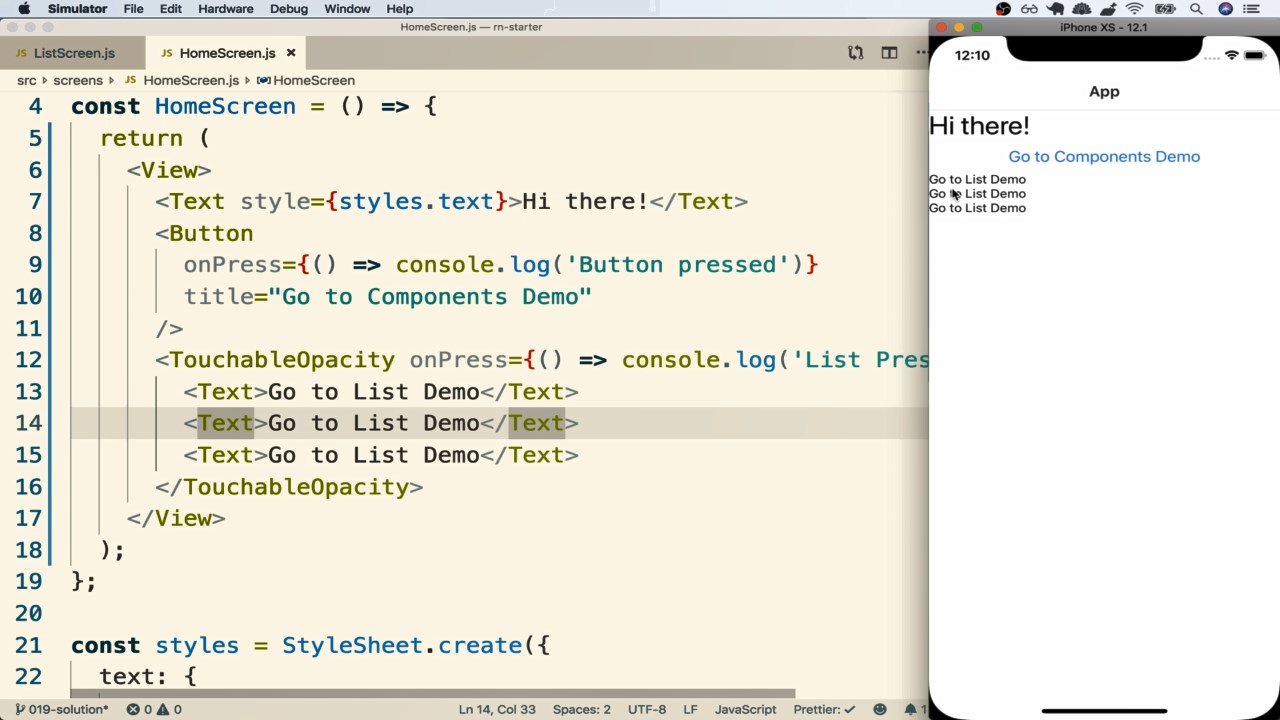 Simulator File Edit Hardware Debug Window Help
HomeScreen.js — rn-starter
iPhone XS - 12.1
JS ListScreen.js JS HomeScreen.js ×
src screens JS HomeScreen.js HomeScreen
4 const HomeScreen = () => {
5 return (
6 <View>
7 <Text style={styles.text}>Hi there!</Text>
8 <Button
9 onPress={() => console.log('Button pressed')}
10 title="Go to Components Demo"
11 />
12 <TouchableOpacity onPress={() => console.log('List Pres
13 <Text>Go to List Demo</Text>
14 <Text>Go to List Demo</Text>
15 <Text>Go to List Demo</Text>
16 </TouchableOpacity>
17 </View>
18 );
19 };
20
21 const styles = StyleSheet.create({
22 text: {
019-solution* 0 0 Ln 14, Col 33 Spaces: 2 UTF-8 LF JavaScript Prettier: ✓ 1
12:10
App
Hi there!
Go to Components Demo
Go to List Demo
Go to List Demo
Go to List Demo